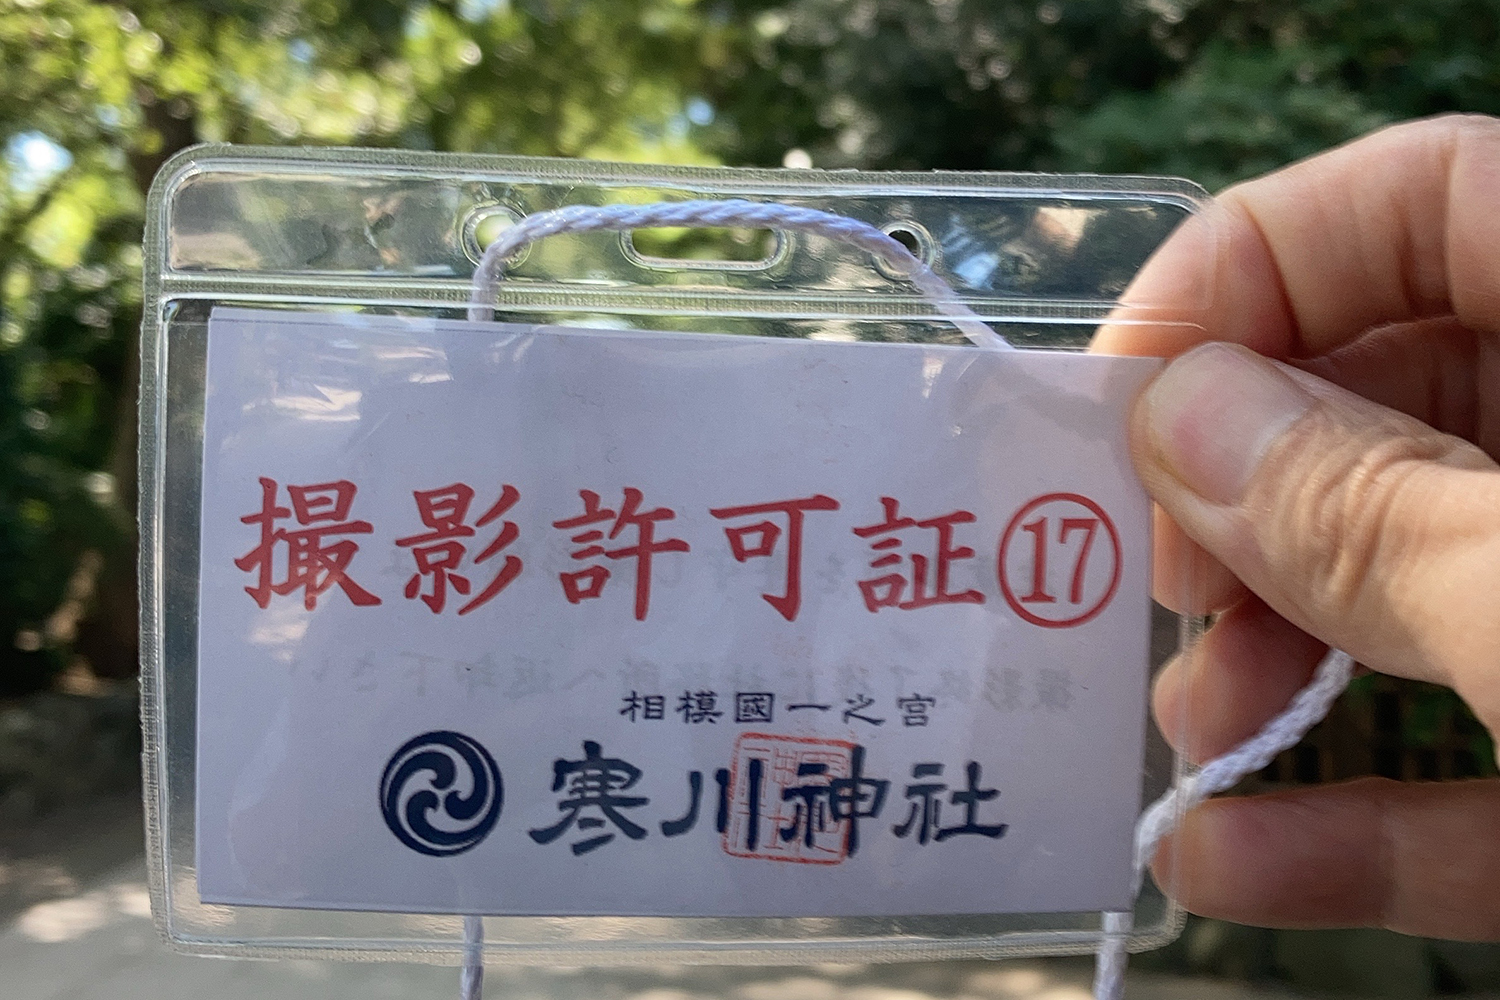 撮影許可証⑰
相模國一之宮
寒川神社